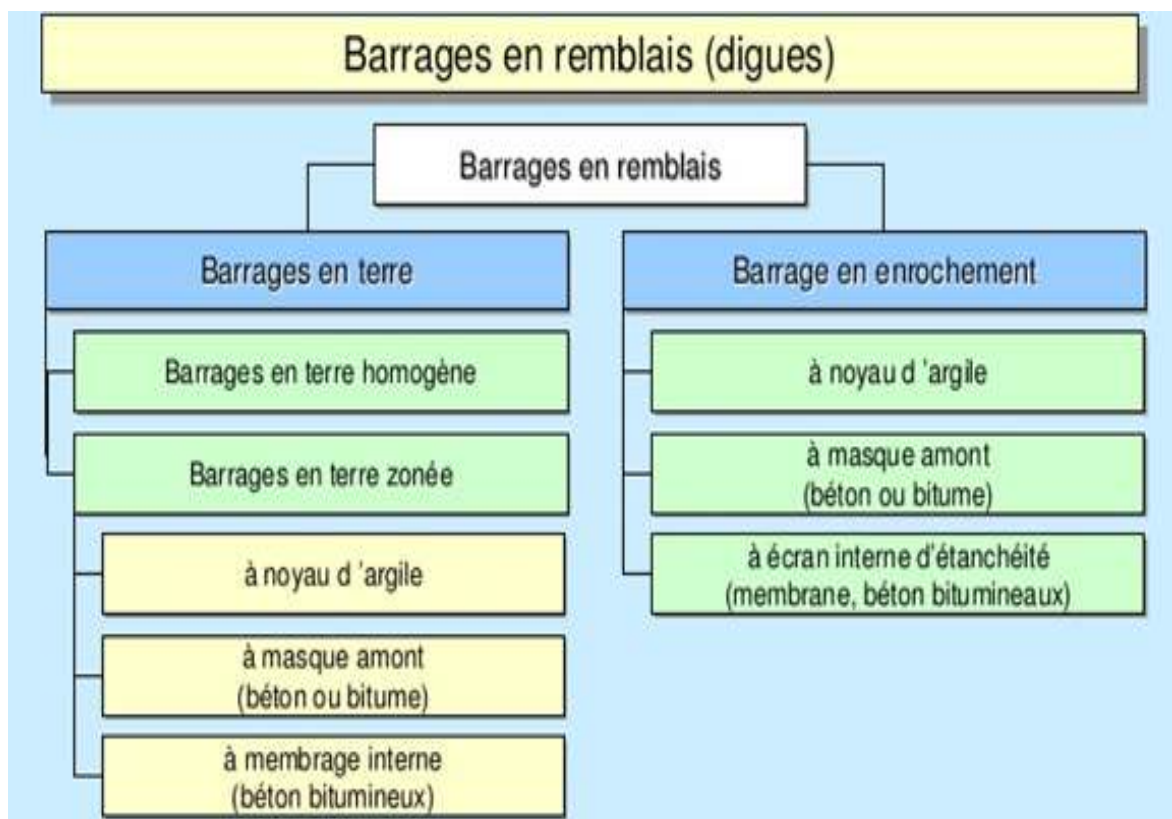 Barrages en remblais (digues)
Barrages en remblais
Barrages en terre
Barrages en terre homogène
Barrages en terre zonée
à noyau d 'argile
à masque amont
(béton ou bitume)
à membrage interne
(béton bitumineux)
Barrage en enrochement
à noyau d 'argile
à masque amont
(béton ou bitume)
à écran interne d'étanchéité
(membrane, béton bitumineaux)